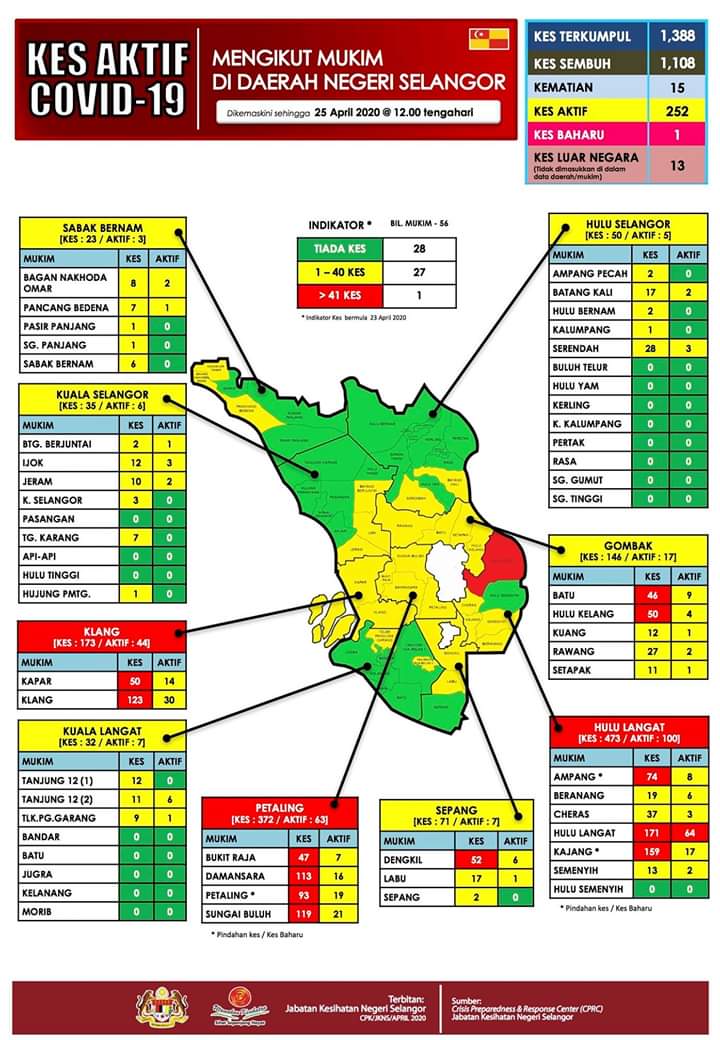 KES AKTIF
COVID-19
MENGIKUT MUKIM
DI DAERAH NEGERI SELANGOR
Dikemaskini sehingga 25 April 2020 @ 12.00 tengahari
KES TERKUMPUL 1,388
KES SEMBUH 1,108
KEMATIAN 15
KES AKTIF 252
KES BAHARU 1
KES LUAR NEGARA 13
(Tidak dimasukkan di dalam
data daerah/mukim)
SABAK BERNAM
[KES : 23 / AKTIF : 3]
MUKIM KES AKTIF
BAGAN NAKHODA
OMAR 8 2
PANCANG BEDENA 7 1
PASIR PANJANG 1 0
SG. PANJANG 1 0
SABAK BERNAM 6 0
INDIKATOR * BIL. MUKIM - 56
TIADA KES 28
1 – 40 KES 27
> 41 KES 1
* Indikator Kes bermula 23 April 2020
HULU SELANGOR
[KES : 50 / AKTIF : 5]
MUKIM KES AKTIF
AMPANG PECAH 2 0
BATANG KALI 17 2
HULU BERNAM 2 0
KALUMPANG 1 0
SERENDAH 28 3
BULUH TELUR 0 0
HULU YAM 0 0
KERLING 0 0
K. KALUMPANG 0 0
PERTAK 0 0
RASA 0 0
SG. GUMUT 0 0
SG. TINGGI 0 0
KUALA SELANGOR
[KES : 35 / AKTIF : 6]
MUKIM KES AKTIF
BTG. BERJUNTAI 2 1
IJOK 12 3
JERAM 10 2
K. SELANGOR 3 0
PASANGAN 0 0
TG. KARANG 7 0
API-API 0 0
HULU TINGGI 0 0
HUJUNG PMTG. 1 0
GOMBAK
[KES : 146 / AKTIF : 17]
MUKIM KES AKTIF
BATU 46 9
HULU KELANG 50 4
KUANG 12 1
RAWANG 27 2
SETAPAK 11 1
KLANG
[KES : 173 / AKTIF : 44]
MUKIM KES AKTIF
KAPAR 50 14
KLANG 123 30
KUALA LANGAT
[KES : 32 / AKTIF : 7]
MUKIM KES AKTIF
TANJUNG 12 (1) 12 0
TANJUNG 12 (2) 11 6
TLK.PG.GARANG 9 1
BANDAR 0 0
BATU 0 0
JUGRA 0 0
KELANANG 0 0
MORIB 0 0
PETALING
[KES : 372 / AKTIF : 63]
MUKIM KES AKTIF
BUKIT RAJA 47 7
DAMANSARA 113 16
PETALING * 93 19
SUNGAI BULUH 119 21
* Pindahan kes / Kes Baharu
SEPANG
[KES : 71 / AKTIF : 7]
MUKIM KES AKTIF
DENGKIL 52 6
LABU 17 1
SEPANG 2 0
HULU LANGAT
[KES : 473 / AKTIF : 100]
MUKIM KES AKTIF
AMPANG * 74 8
BERANANG 19 6
CHERAS 37 3
HULU LANGAT 171 64
KAJANG * 159 17
SEMENYIH 13 2
HULU SEMENYIH 0 0
* Pindahan kes / Kes Baharu
Terbitan:
Jabatan Kesihatan Negeri Selangor
CPK/JKNS/APRIL 2020
Sumber:
Crisis Preparedness & Response Center (CPRC)
Jabatan Kesihatan Negeri Selangor